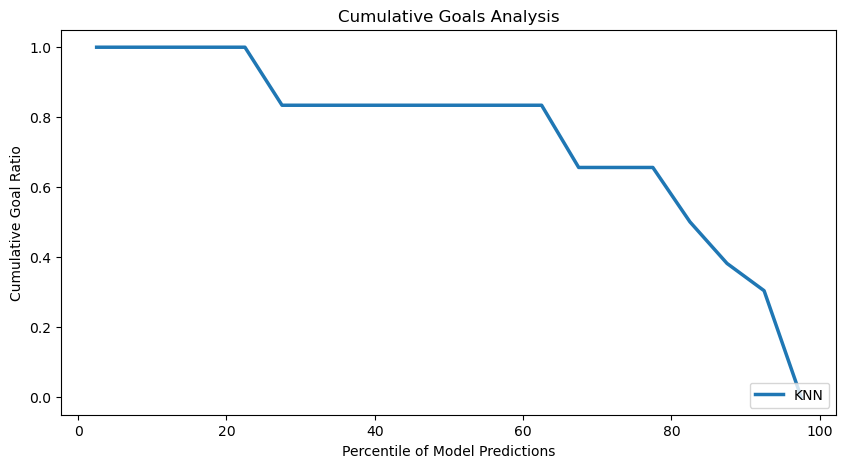 Cumulative Goals Analysis
Cumulative Goal Ratio
1.0
0.8
0.6
0.4
0.2
0.0
KNN
0 20 40 60 80 100
Percentile of Model Predictions